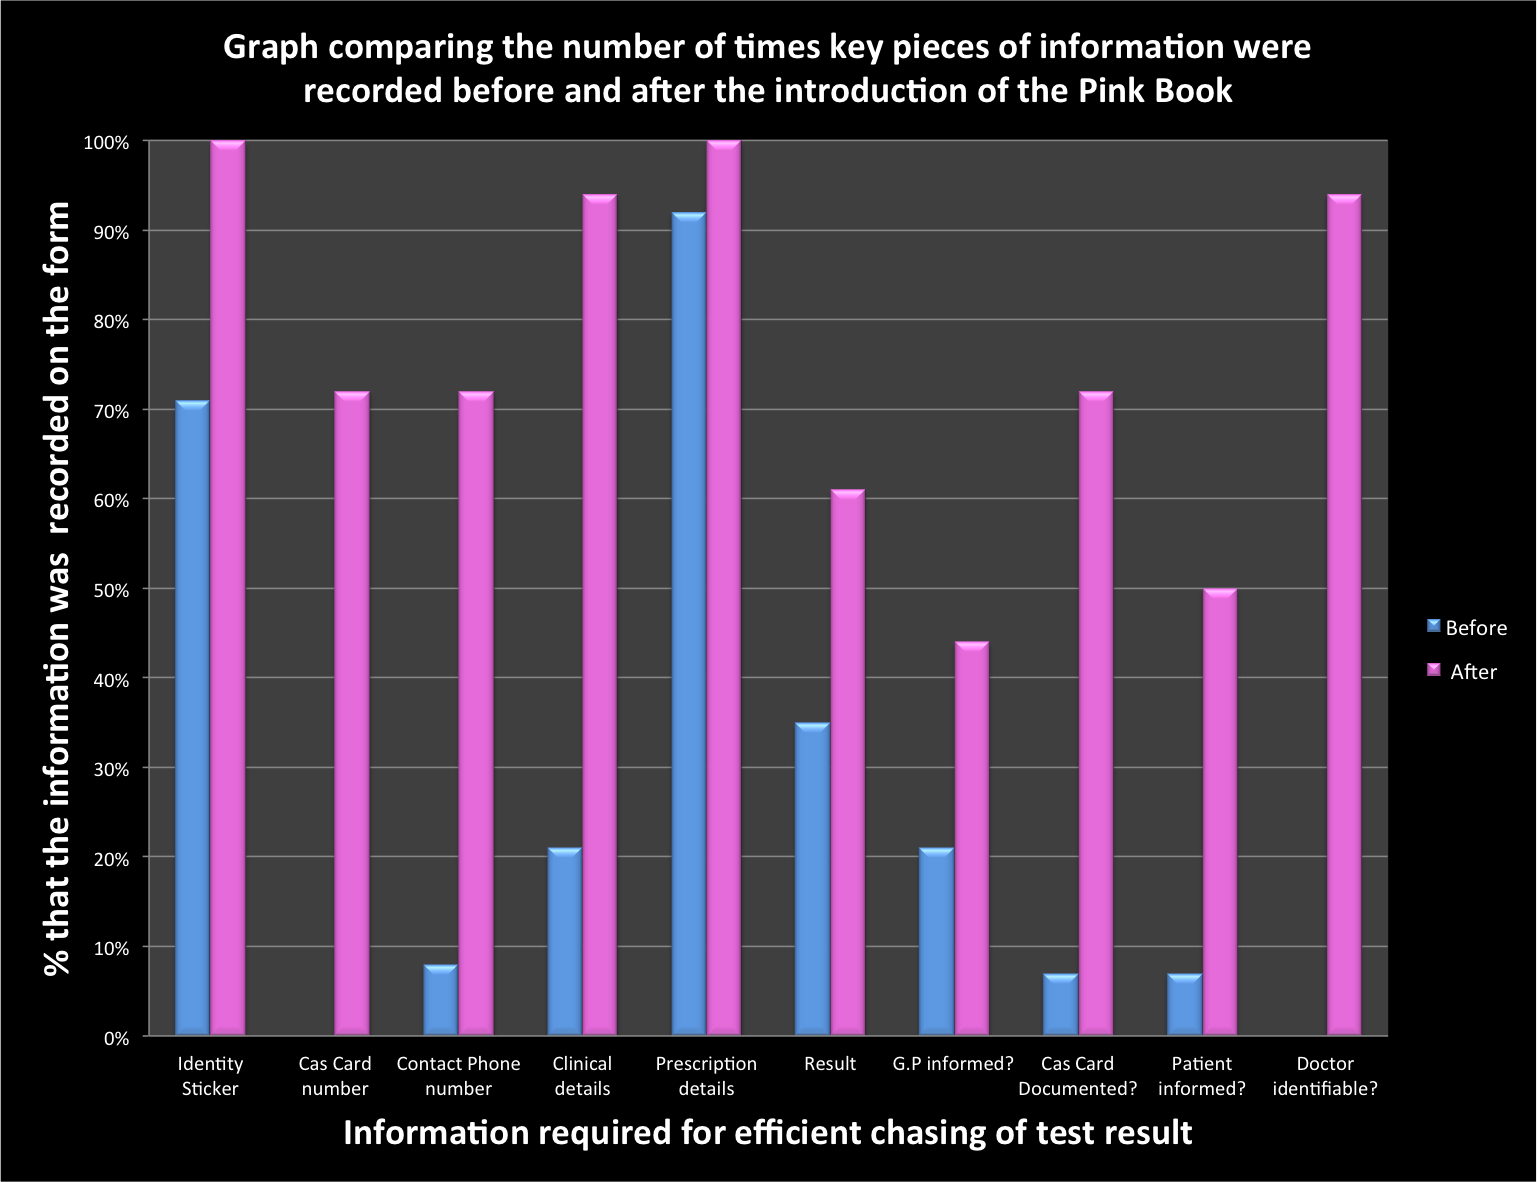 Graph comparing the number of times key pieces of information were
recorded before and after the introduction of the Pink Book
% that the information was  recorded on the form
100%
90%
80%
70%
60%
50%
40%
30%
20%
10%
0%
Identity
Sticker
Cas Card
number
Contact Phone
number
Clinical
details
Prescription
details
Result
G.P informed?
Cas Card
Documented?
Patient
informed?
Doctor
identifiable?
Information required for efficient chasing of test result
Before
After